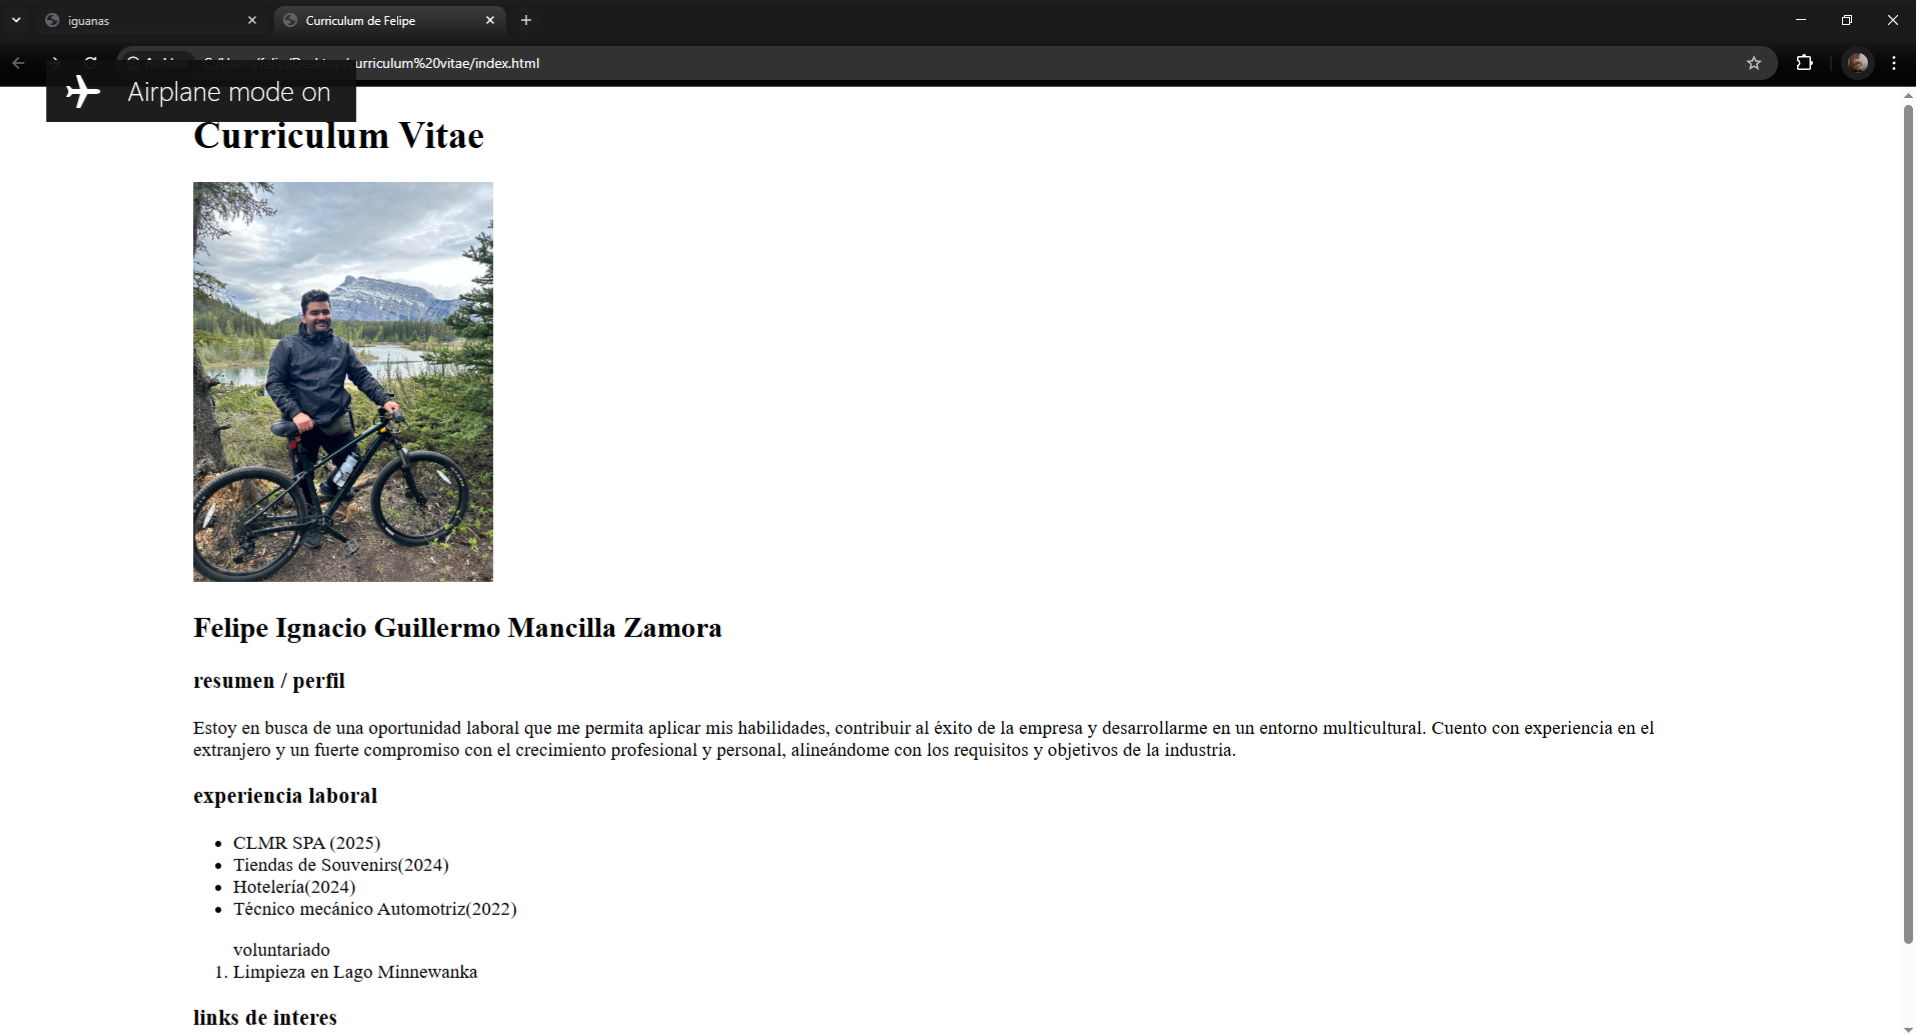 iguanas
Curriculum de Felipe
urriculum%20vitae/index.html
Airplane mode on
Curriculum Vitae
Felipe Ignacio Guillermo Mancilla Zamora
resumen / perfil
Estoy en busca de una oportunidad laboral que me permita aplicar mis habilidades, contribuir al éxito de la empresa y desarrollarme en un entorno multicultural. Cuento con experiencia en el
extranjero y un fuerte compromiso con el crecimiento profesional y personal, alineándome con los requisitos y objetivos de la industria.
experiencia laboral
CLMR SPA (2025)
Tiendas de Souvenirs(2024)
Hotelería(2024)
Técnico mecánico Automotriz(2022)
voluntariado
1. Limpieza en Lago Minnewanka
links de interes